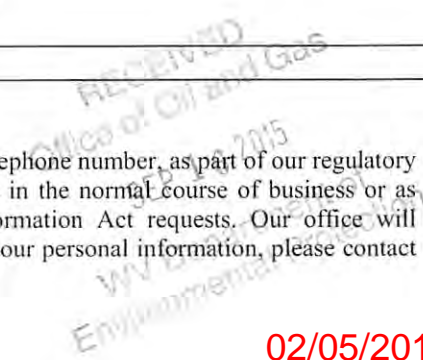 RECEIVED
Office of Oil and Gas
SEP 2015
WV Department of
Environmental Protection
ephone number, as part of our regulatory
in the normal course of business or as
ormation Act requests. Our office will
our personal information, please contact
02/05/201